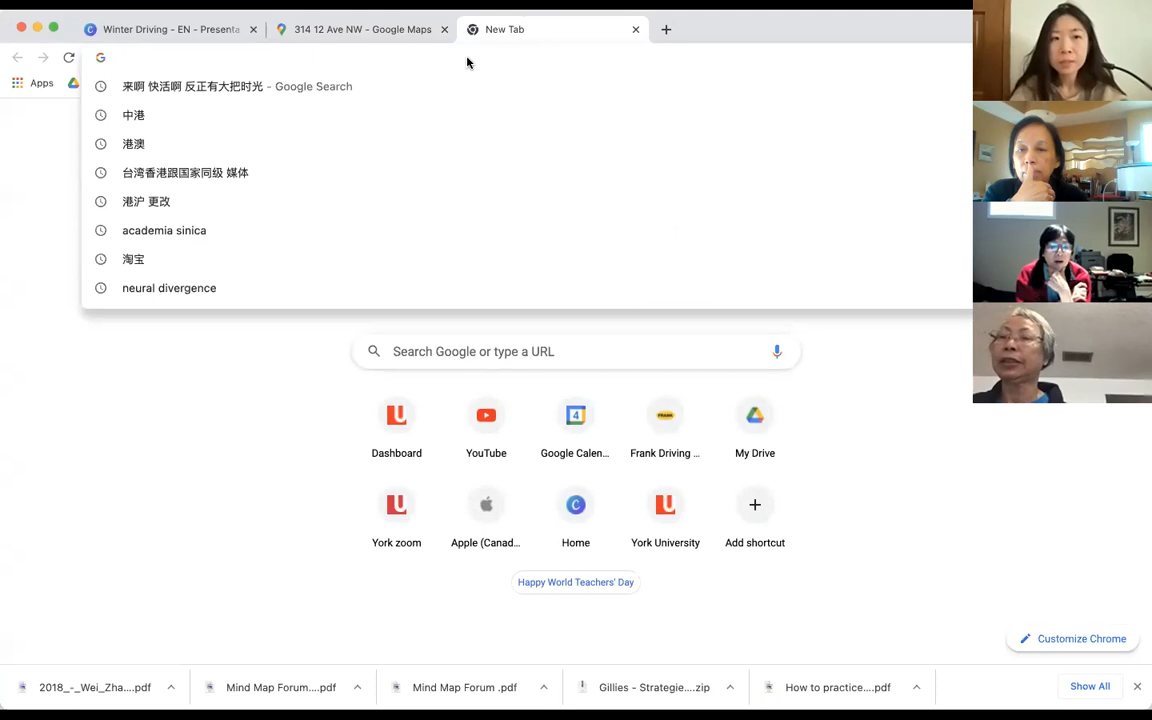 Winter Driving - EN - Presenta
314 12 Ave NW - Google Maps
New Tab
Apps
来啊 快活啊 反正有大把时光 - Google Search
中港
港澳
台湾香港跟国家同级 媒体
港沪 更改
academia sinica
淘宝
neural divergence
Search Google or type a URL
Dashboard
YouTube
4
Google Calen...
FRANK
Frank Driving ...
My Drive
York zoom
Apple (Canad...
Home
York University
Add shortcut
Happy World Teachers' Day
Customize Chrome
2018_-_Wei_Zha....pdf
Mind Map Forum....pdf
Mind Map Forum .pdf
Gillies - Strategie....zip
How to practice....pdf
Show All